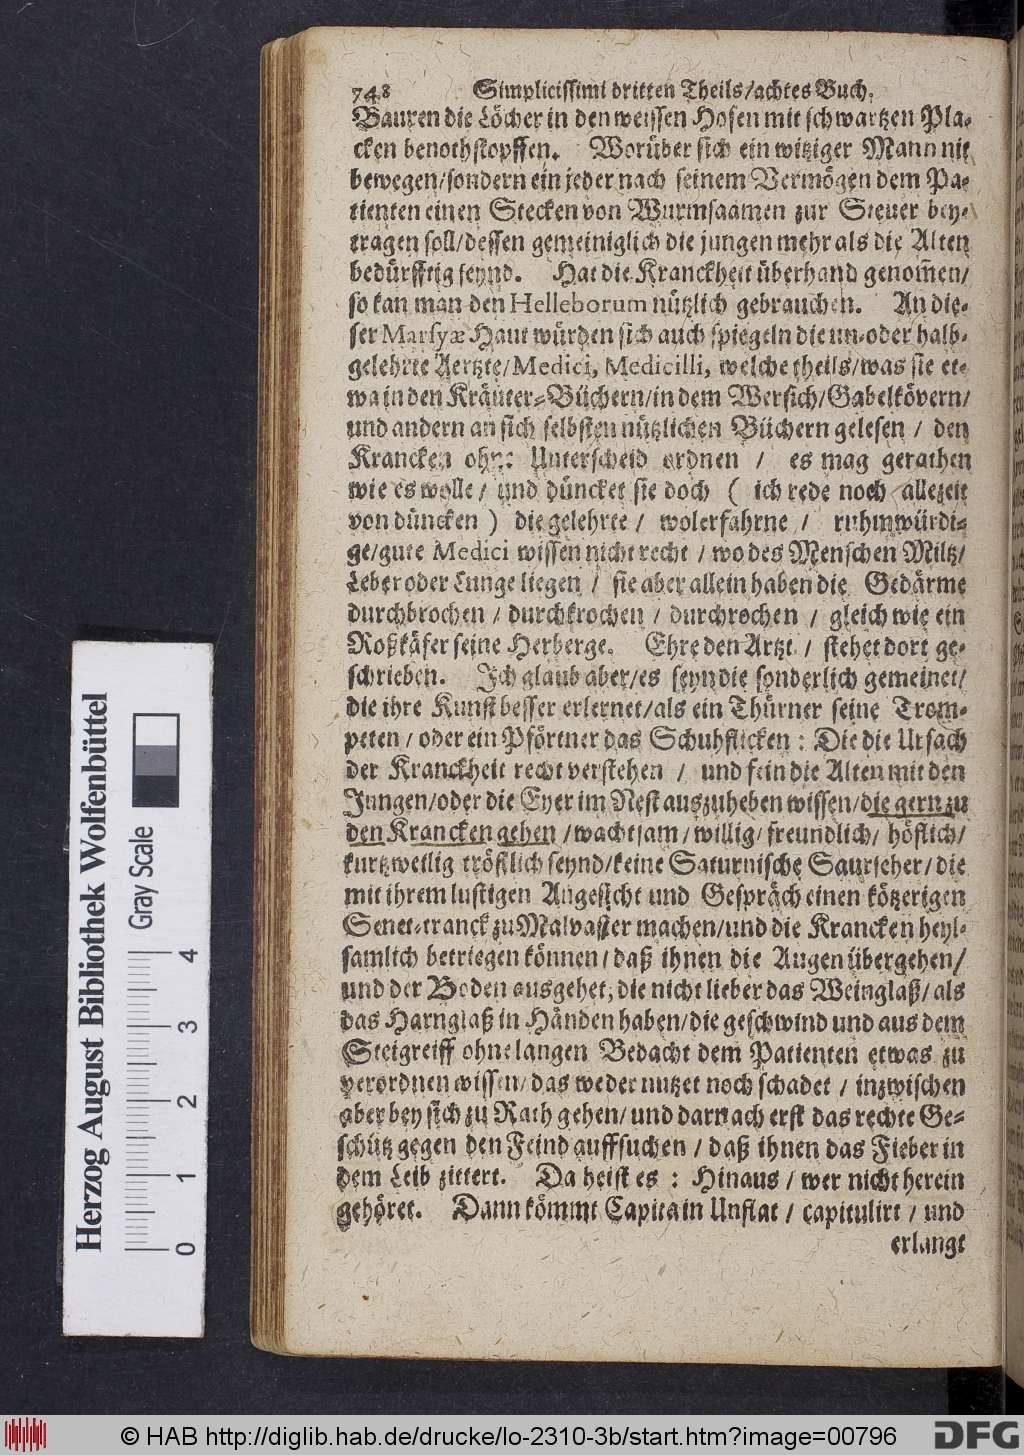 748 Simplicissimi dritten Theils/achtes Buch.
Bauren die Löcher in den weissen Hosen mit schwartzen Pla-
cken benothstopffen. Worüber sich ein witziger Mann nit
bewegen/sondern ein jeder nach seinem Vermögen dem Pa-
tienten einen Stecken von Wurmsaamen zur Steuer bey-
tragen soll/dessen gemeiniglich die jungen mehr als die Alten
bedürfftig seynd. Hat die Kranckheit überhand genom̃en/
so kan man den Helleborum nützlich gebrauchen. An die-
ser Marsyæ Haut würden sich auch spiegeln die un-oder halb-
gelehrte Aertzte/Medici, Medicilli, welche theils/was sie et-
wa in den Kräuter-Büchern/in dem Wersich/Gabelkövern/
und andern an sich selbsten nützlichen Büchern gelesen / den
Krancken ohne Unterscheid ordnen / es mag gerathen
wie es wolle / und düncket sie doch ( ich rede noch allezeit
von düncken ) die gelehrte / wolerfahrne / ruhmwürdi-
ge/gute Medici wissen nicht recht / wo des Menschen Miltz/
Leber oder Lunge liegen / sie aber allein haben die Gedärme
durchbrochen / durchkrochen / durchrochen / gleich wie ein
Roßkäfer seine Herberge. Ehre den Artzt / stehet dort ge-
schrieben. Ich glaub aber/es seyn die sonderlich gemeinet/
die ihre Kunst besser erlernet/als ein Thürner seine Trom-
peten / oder ein Pförtner das Schuhflicken : Die die Ursach
der Kranckheit recht verstehen / und fein die Alten mit den
Jungen/oder die Eyer im Nest auszuheben wissen/die gern zu
den Krancken gehen /wachtsam/ willig/ freundlich/ höflich/
kurtzweilig tröstlich seynd/keine Saturnische Saurseher/die
mit ihrem lustigen Angesicht und Gespräch einen kötzerigen
Senet-tranck zu Malvasier machen/und die Krancken heyl-
samlich betriegen können/ daß ihnen die Augen übergehen/
und der Boden ausgehet, die nicht lieber das Weinglaß/als
das Harnglaß in Händen haben/die geschwind und aus dem
Steigreiff ohne langen Bedacht dem Patienten etwas zu
verordnen wissen/ das weder nutzet noch schadet / inzwischen
aber bey sich zu Rath gehen/ und darnach erst das rechte Ge-
schütz gegen den Feind auffsuchen / daß ihnen das Fieber in
dem Leib zittert. Da heist es : Hinaus / wer nicht herein
gehöret. Dann kömmt Capitain Unflat / capitulirt / und
erlangt
Herzog August Bibliothek Wolfenbüttel
Gray Scale
0 1 2 3 4
© HAB http://diglib.hab.de/drucke/lo-2310-3b/start.htm?image=00796
DFG